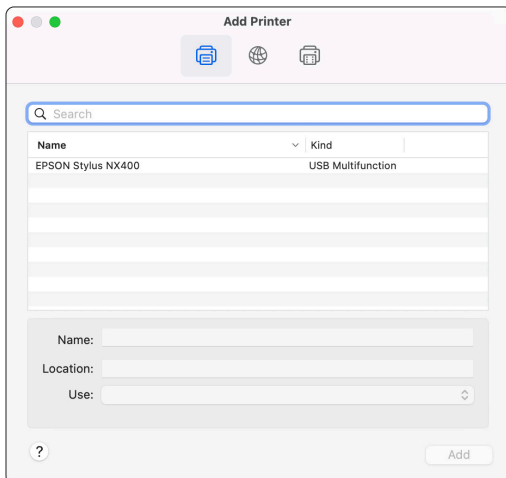 Add Printer
Search
Name Kind
EPSON Stylus NX400 USB Multifunction
Name:
Location:
Use:
? Add